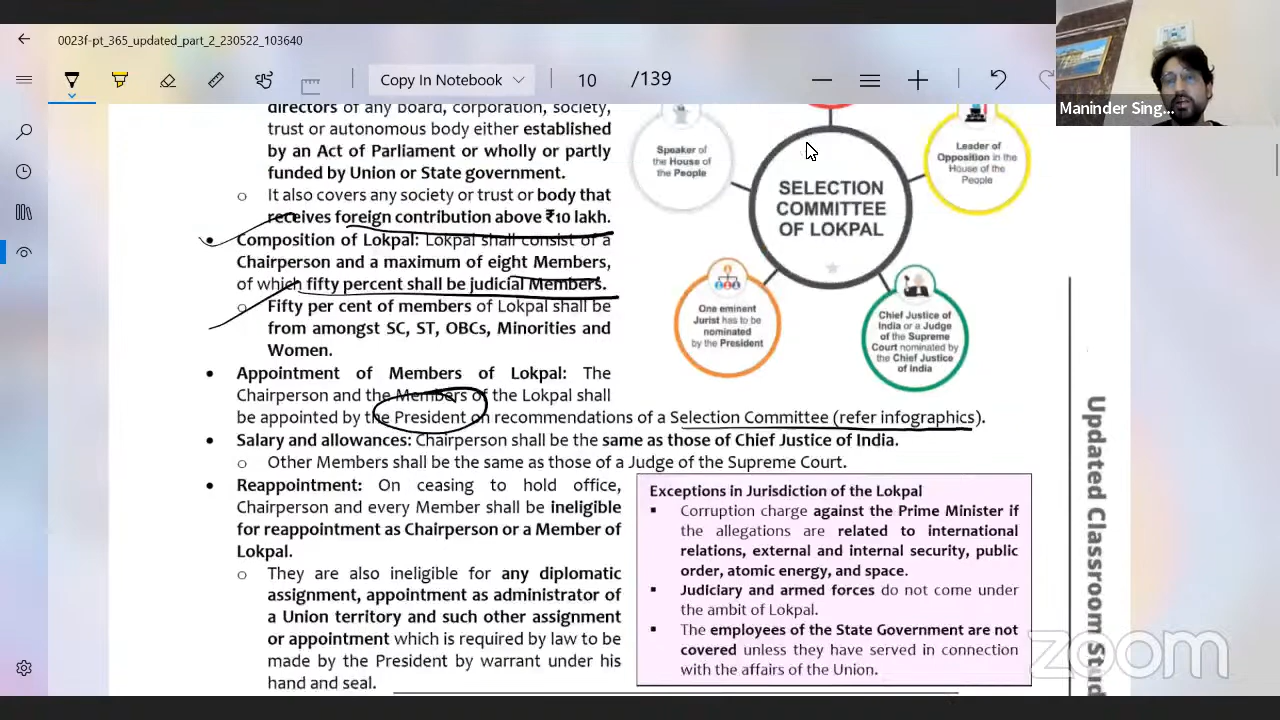 0023f-pt_365_updated_part_2_230522_103640
Copy In Notebook
10 /139
Maninder Sing...
directors of any board, corporation, society,
trust or autonomous body either established
by an Act of Parliament or wholly or partly
funded by Union or State government.
o It also covers any society or trust or body that
receives foreign contribution above ₹10 lakh.
• Composition of Lokpal: Lokpal shall consist of a
Chairperson and a maximum of eight Members,
of which fifty percent shall be judicial Members.
o Fifty per cent of members of Lokpal shall be
from amongst SC, ST, OBCs, Minorities and
Women.
• Appointment of Members of Lokpal: The
Chairperson and the Members of the Lokpal shall
be appointed by the President on recommendations of a Selection Committee (refer infographics).
• Salary and allowances: Chairperson shall be the same as those of Chief Justice of India.
o Other Members shall be the same as those of a Judge of the Supreme Court.
• Reappointment: On ceasing to hold office,
Chairperson and every Member shall be ineligible
for reappointment as Chairperson or a Member of
Lokpal.
o They are also ineligible for any diplomatic
assignment, appointment as administrator of
a Union territory and such other assignment
or appointment which is required by law to be
made by the President by warrant under his
hand and seal.
Speaker of
the House of
the People
SELECTION
COMMITTEE
OF LOKPAL
Leader of
Opposition in the
House of the
People
One eminent
Jurist has to be
nominated
by the President
Chief Justice of
India or a Judge
of the Supreme
Court nominated by
the Chief Justice
of India
Exceptions in Jurisdiction of the Lokpal
▪ Corruption charge against the Prime Minister if
the allegations are related to international
relations, external and internal security, public
order, atomic energy, and space.
▪ Judiciary and armed forces do not come under
the ambit of Lokpal.
▪ The employees of the State Government are not
covered unless they have served in connection
with the affairs of the Union.
Updated Classroom Stud
zoom